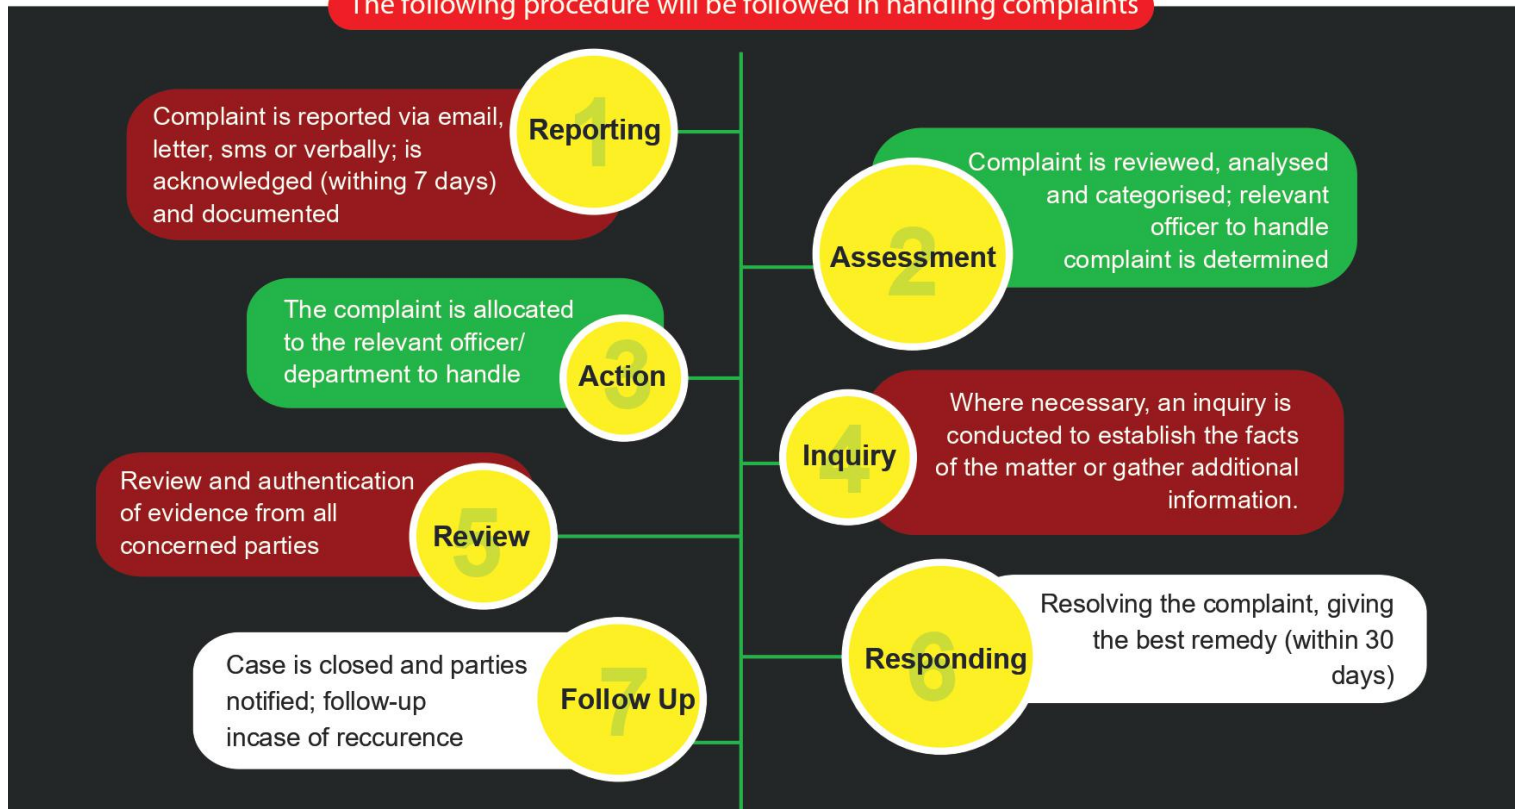 The following procedure will be followed in handling complaints
1
Reporting
Complaint is reported via email,
letter, sms or verbally; is
acknowledged (withing 7 days)
and documented
2
Assessment
Complaint is reviewed, analysed
and categorised; relevant
officer to handle
complaint is determined
3
Action
The complaint is allocated
to the relevant officer/
department to handle
4
Inquiry
Where necessary, an inquiry is
conducted to establish the facts
of the matter or gather additional
information.
5
Review
Review and authentication
of evidence from all
concerned parties
6
Responding
Resolving the complaint, giving
the best remedy (within 30
days)
7
Follow Up
Case is closed and parties
notified; follow-up
incase of reccurence